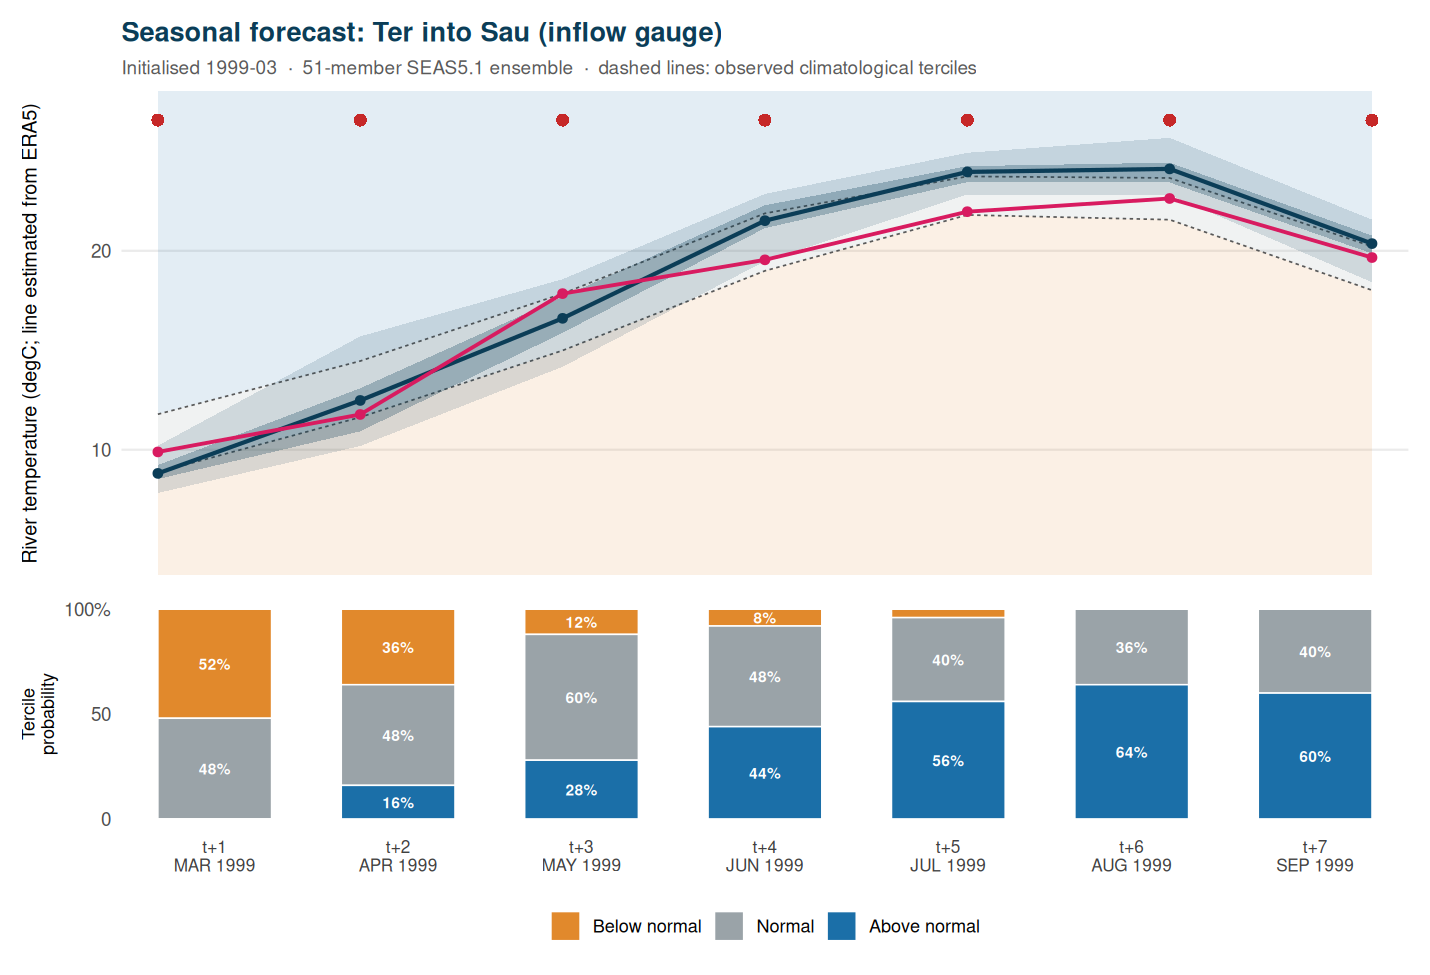 Seasonal forecast: Ter into Sau (inflow gauge)
Initialised 1999-03 · 51-member SEAS5.1 ensemble · dashed lines: observed climatological terciles
River temperature (degC; line estimated from ERA5)
20
10
Tercile
probability
100%
50
0
52%
48%
36%
48%
16%
12%
60%
28%
8%
48%
44%
40%
56%
36%
64%
40%
60%
t+1
MAR 1999
t+2
APR 1999
t+3
MAY 1999
t+4
JUN 1999
t+5
JUL 1999
t+6
AUG 1999
t+7
SEP 1999
Below normal
Normal
Above normal